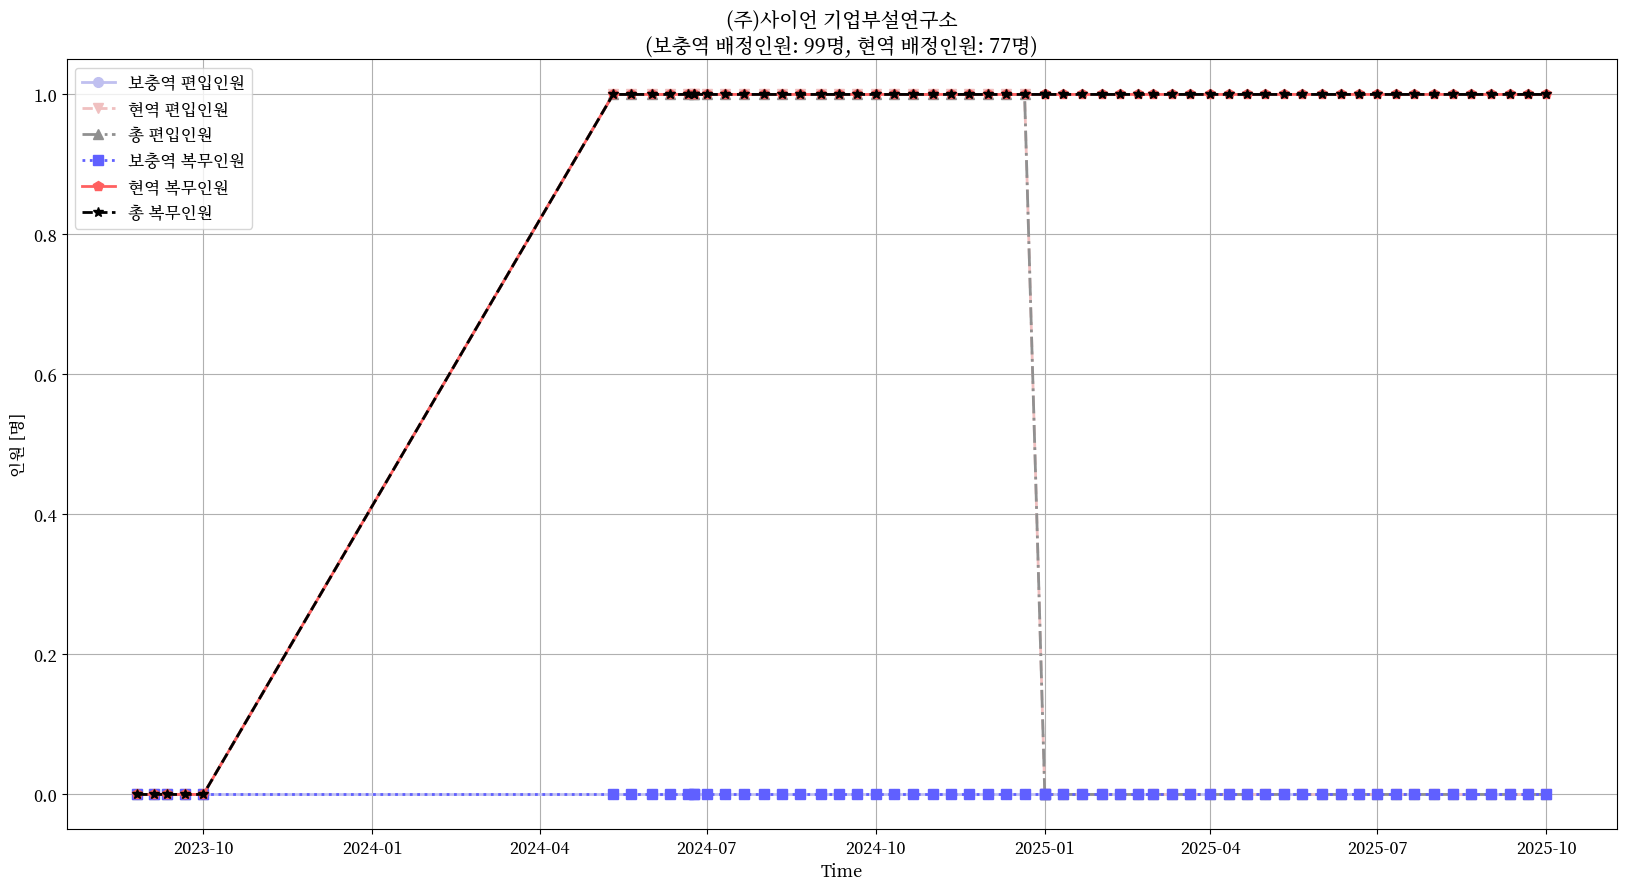 (주)사이언 기업부설연구소
(보충역 배정인원: 99명, 현역 배정인원: 77명)
보충역 편입인원
현역 편입인원
총 편입인원
보충역 복무인원
현역 복무인원
총 복무인원
1.0
0.8
0.6
0.4
0.2
0.0
인원 [명]
2023-10
2024-01
2024-04
2024-07
2024-10
2025-01
2025-04
2025-07
2025-10
Time